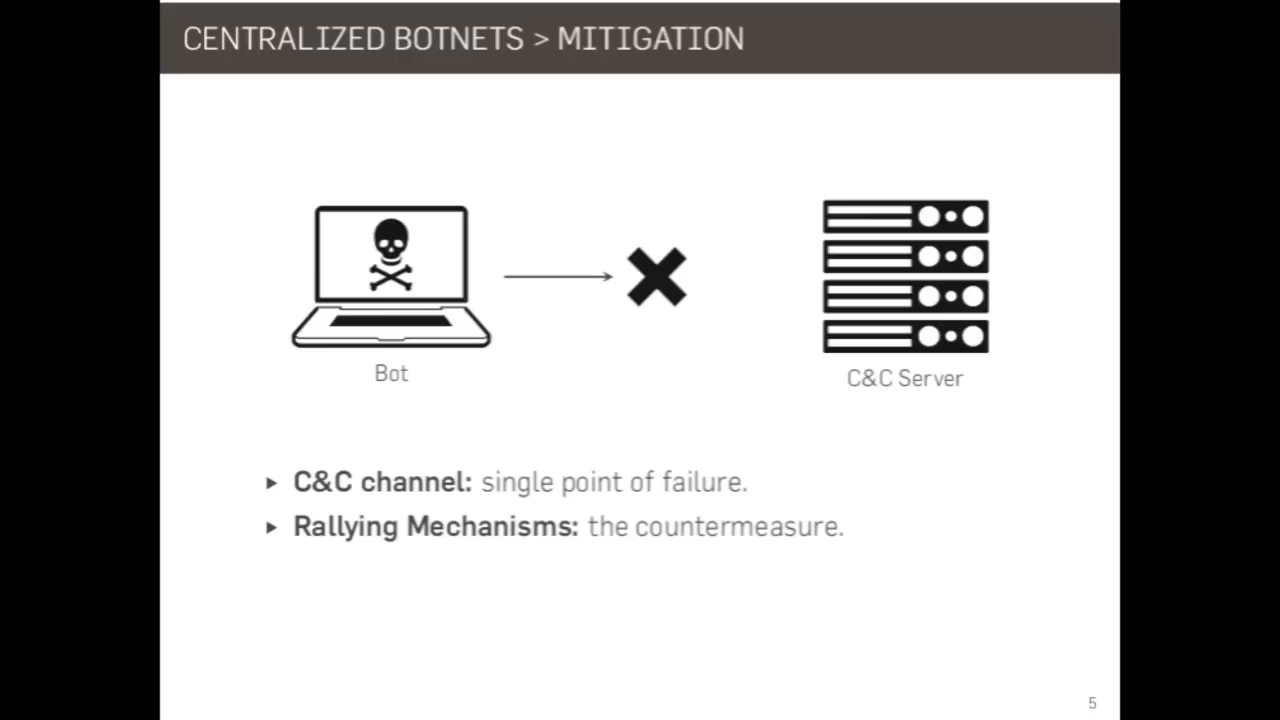 CENTRALIZED BOTNETS > MITIGATION
Bot
C&C Server
▸ C&C channel: single point of failure.
▸ Rallying Mechanisms: the countermeasure.
5